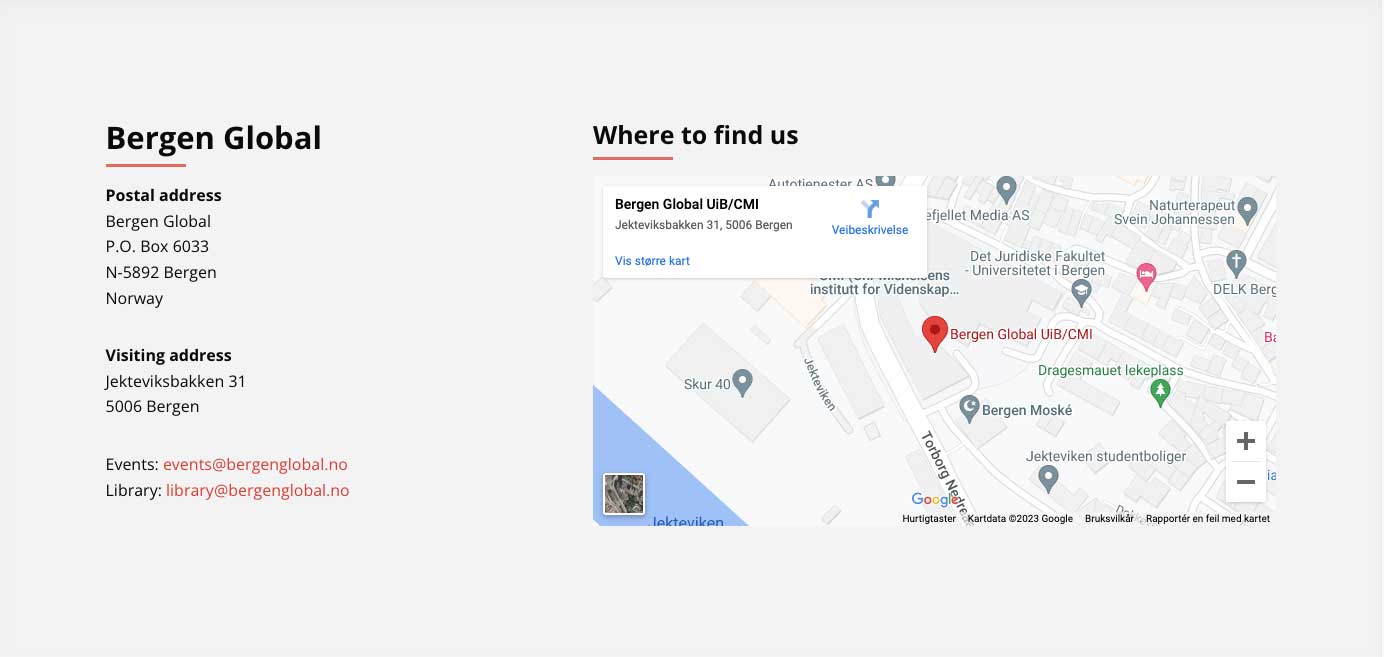 Bergen Global
Postal address
Bergen Global
P.O. Box 6033
N-5892 Bergen
Norway
Visiting address
Jekteviksbakken 31
5006 Bergen
Events: events@bergenglobal.no
Library: library@bergenglobal.no
Where to find us
Autotjenester AS
Bergen Global UiB/CMI
Jekteviksbakken 31, 5006 Bergen
Veibeskrivelse
Vis større kart
efjellet Media AS
Naturterapeut
Svein Johannessen
Det Juridiske Fakultet
- Universitetet i Bergen
DELK Berg
institutt for Videnskap...
Bergen Global UiB/CMI
Ba
Dragesmauet lekeplass
Skur 40
Jekteviken
Bergen Moské
Torborg Nedre
Jekteviken studentboliger
ia
Jekteviken
Google
Hurtigtaster
Kartdata ©2023 Google
Bruksvilkår
Rapportér en feil med kartet